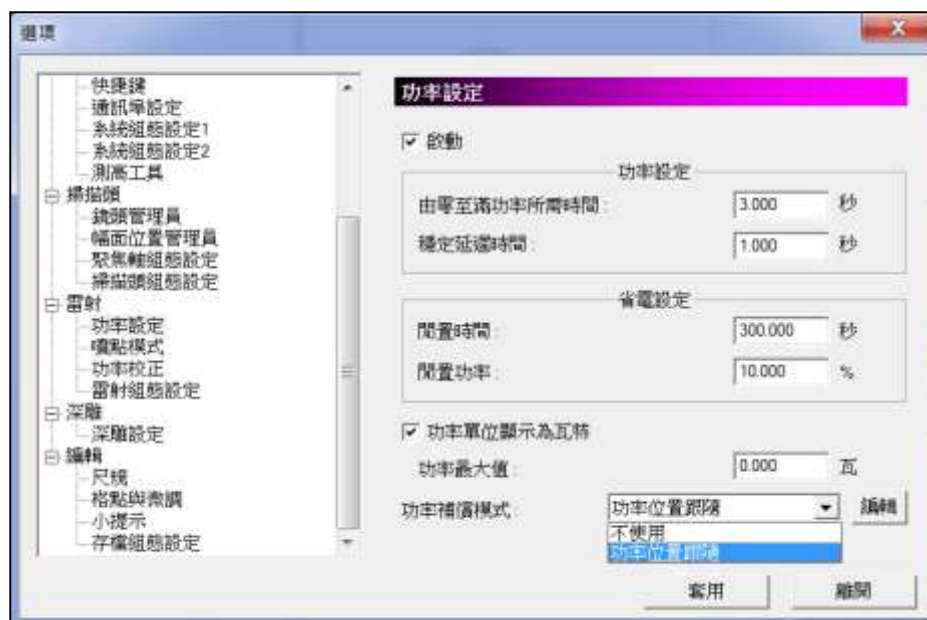 選項
快捷鍵
通訊埠設定
系統組態設定1
系統組態設定2
測高工具
掃描頭
鏡頭管理員
幅面位置管理員
聚焦軸組態設定
掃描頭組態設定
雷射
功率設定
噴點模式
功率校正
雷射組態設定
深雕
深雕設定
編輯
尺規
格點與微調
小提示
存檔組態設定
功率設定
啟動
功率設定
由零至滿功率所需時間: 3.000 秒
穩定延遲時間: 1.000 秒
省電設定
閒置時間: 300.000 秒
閒置功率: 10.000 %
功率單位顯示為瓦特
功率最大值: 0.000 瓦
功率補償模式: 功率位置跟隨 編輯
不使用
功率位置跟隨
套用 離開